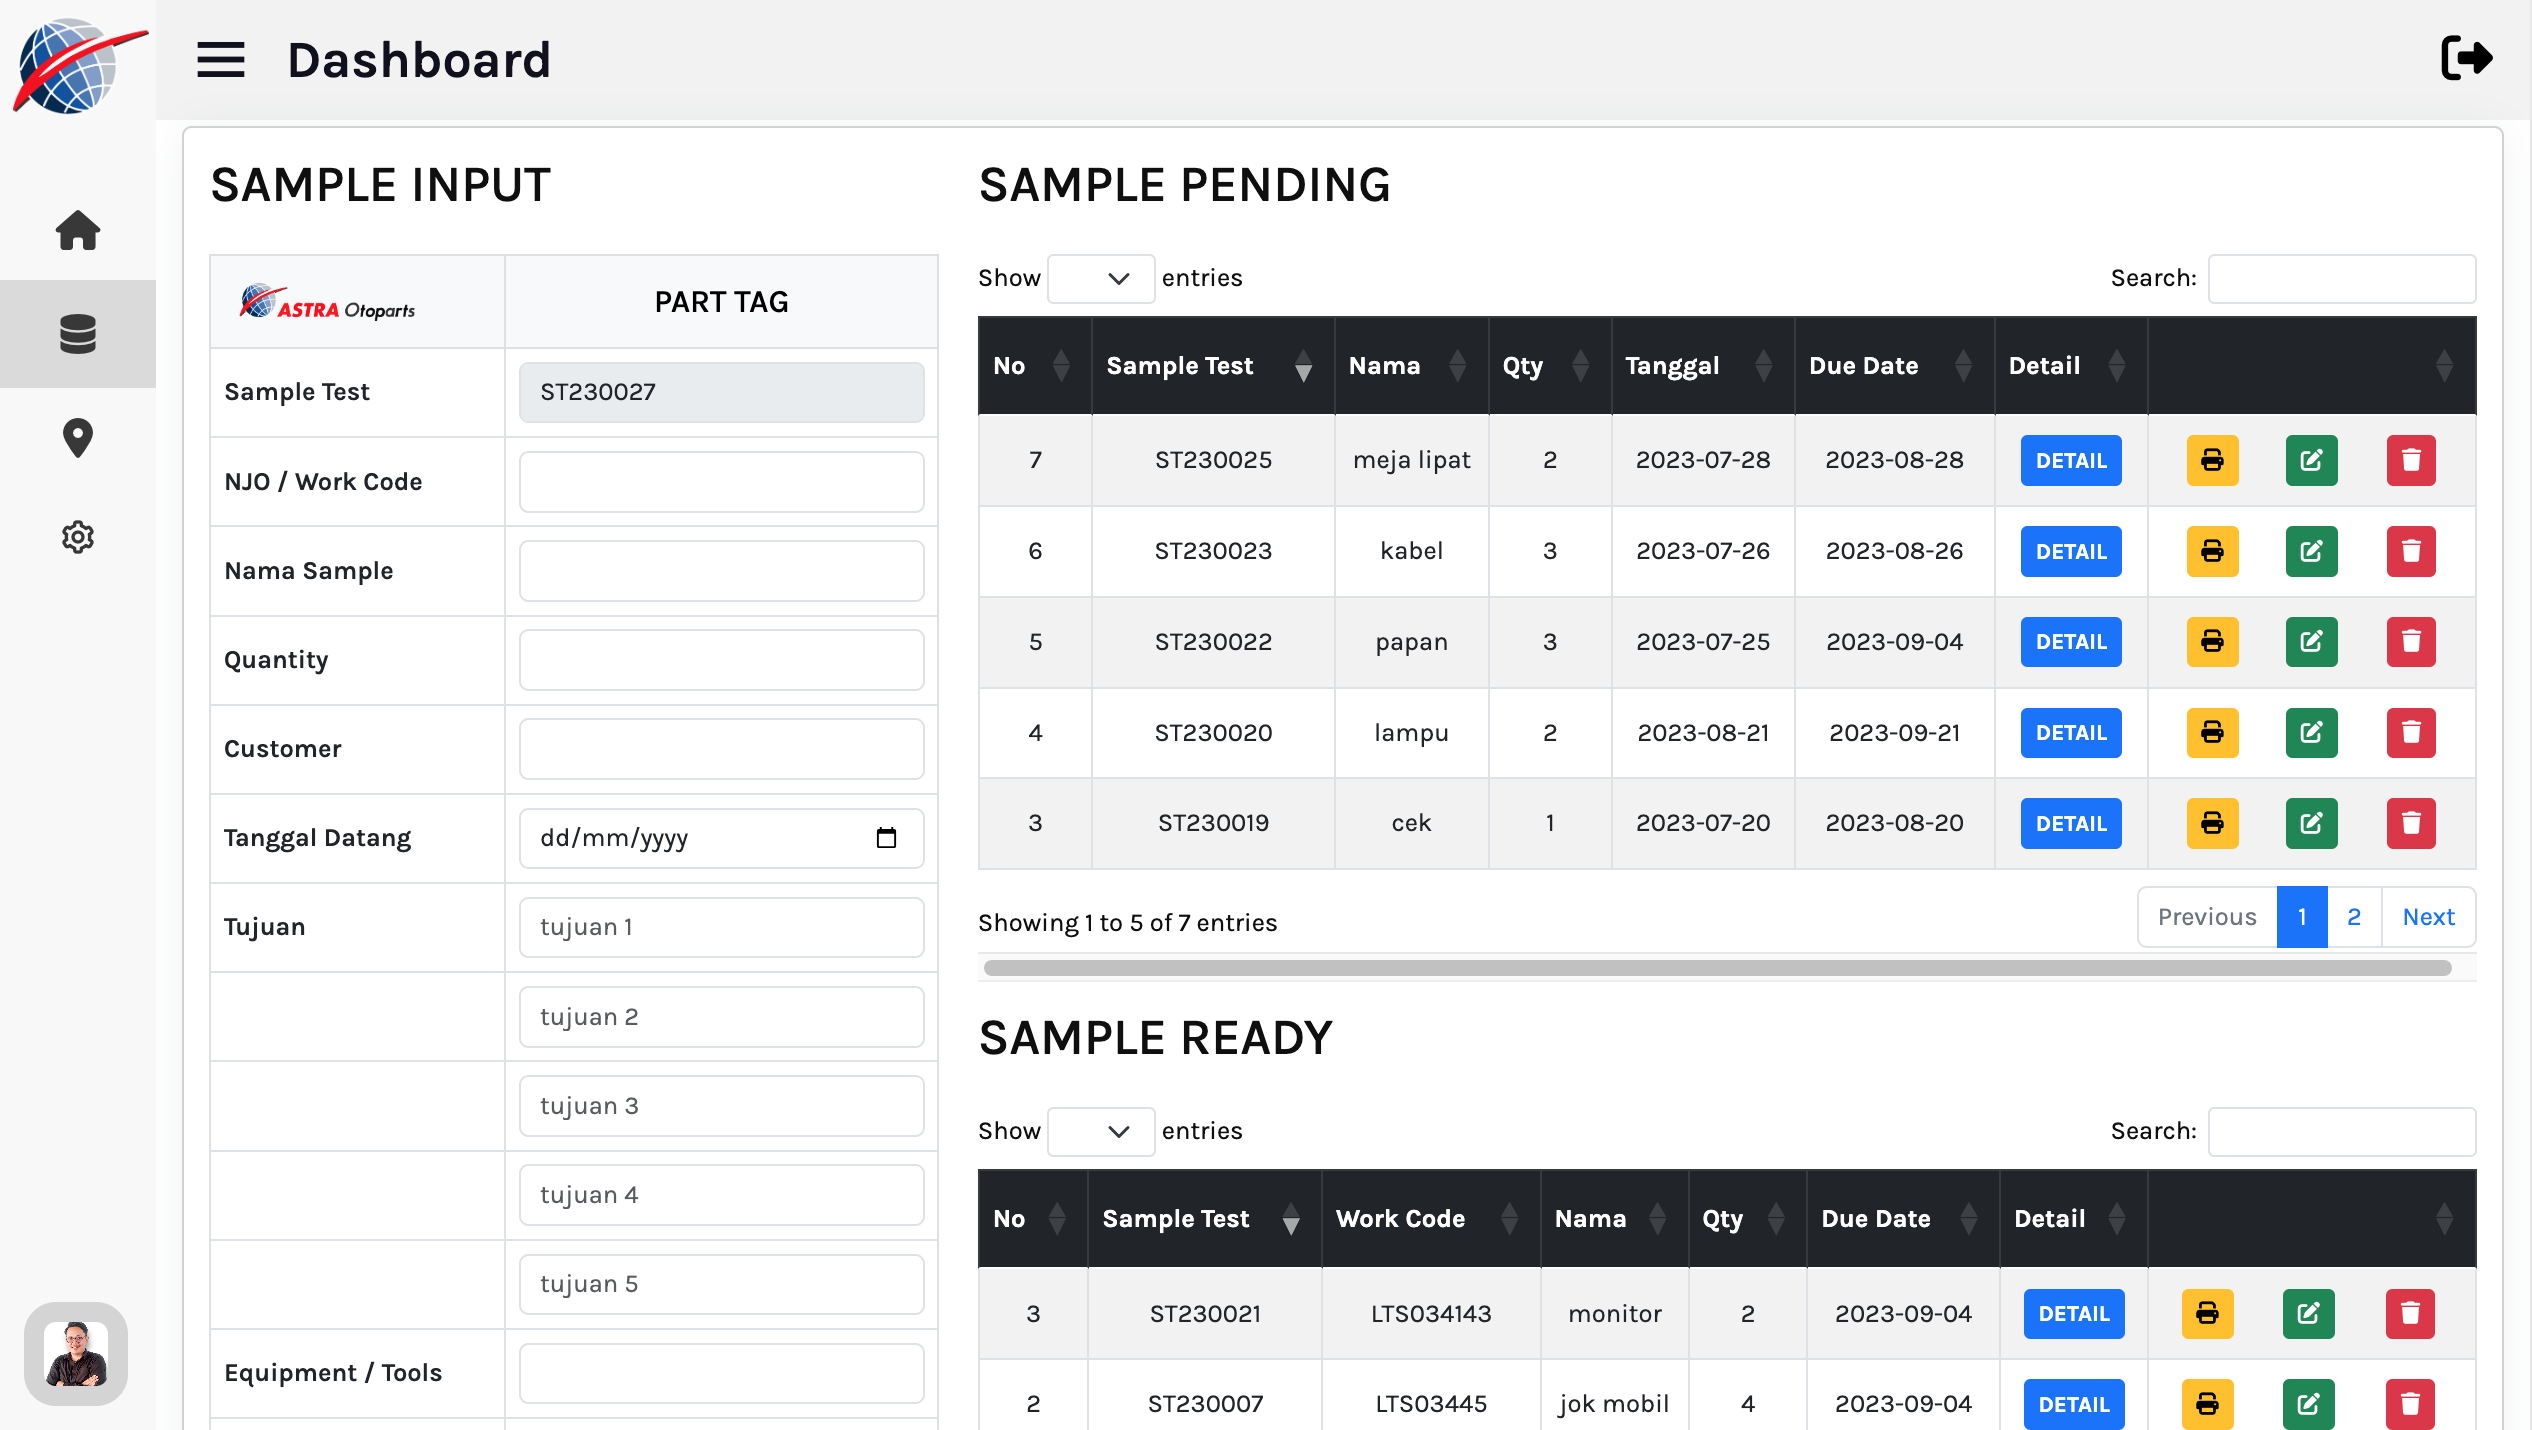 Dashboard
SAMPLE INPUT
ASTRA Otoparts PART TAG
Sample Test ST230027
NJO / Work Code
Nama Sample
Quantity
Customer
Tanggal Datang dd/mm/yyyy
Tujuan tujuan 1
tujuan 2
tujuan 3
tujuan 4
tujuan 5
Equipment / Tools
SAMPLE PENDING
Show entries Search:
No Sample Test Nama Qty Tanggal Due Date Detail
7 ST230025 meja lipat 2 2023-07-28 2023-08-28 DETAIL
6 ST230023 kabel 3 2023-07-26 2023-08-26 DETAIL
5 ST230022 papan 3 2023-07-25 2023-09-04 DETAIL
4 ST230020 lampu 2 2023-08-21 2023-09-21 DETAIL
3 ST230019 cek 1 2023-07-20 2023-08-20 DETAIL
Showing 1 to 5 of 7 entries Previous 1 2 Next
SAMPLE READY
Show entries Search:
No Sample Test Work Code Nama Qty Due Date Detail
3 ST230021 LTS034143 monitor 2 2023-09-04 DETAIL
2 ST230007 LTS03445 jok mobil 4 2023-09-04 DETAIL